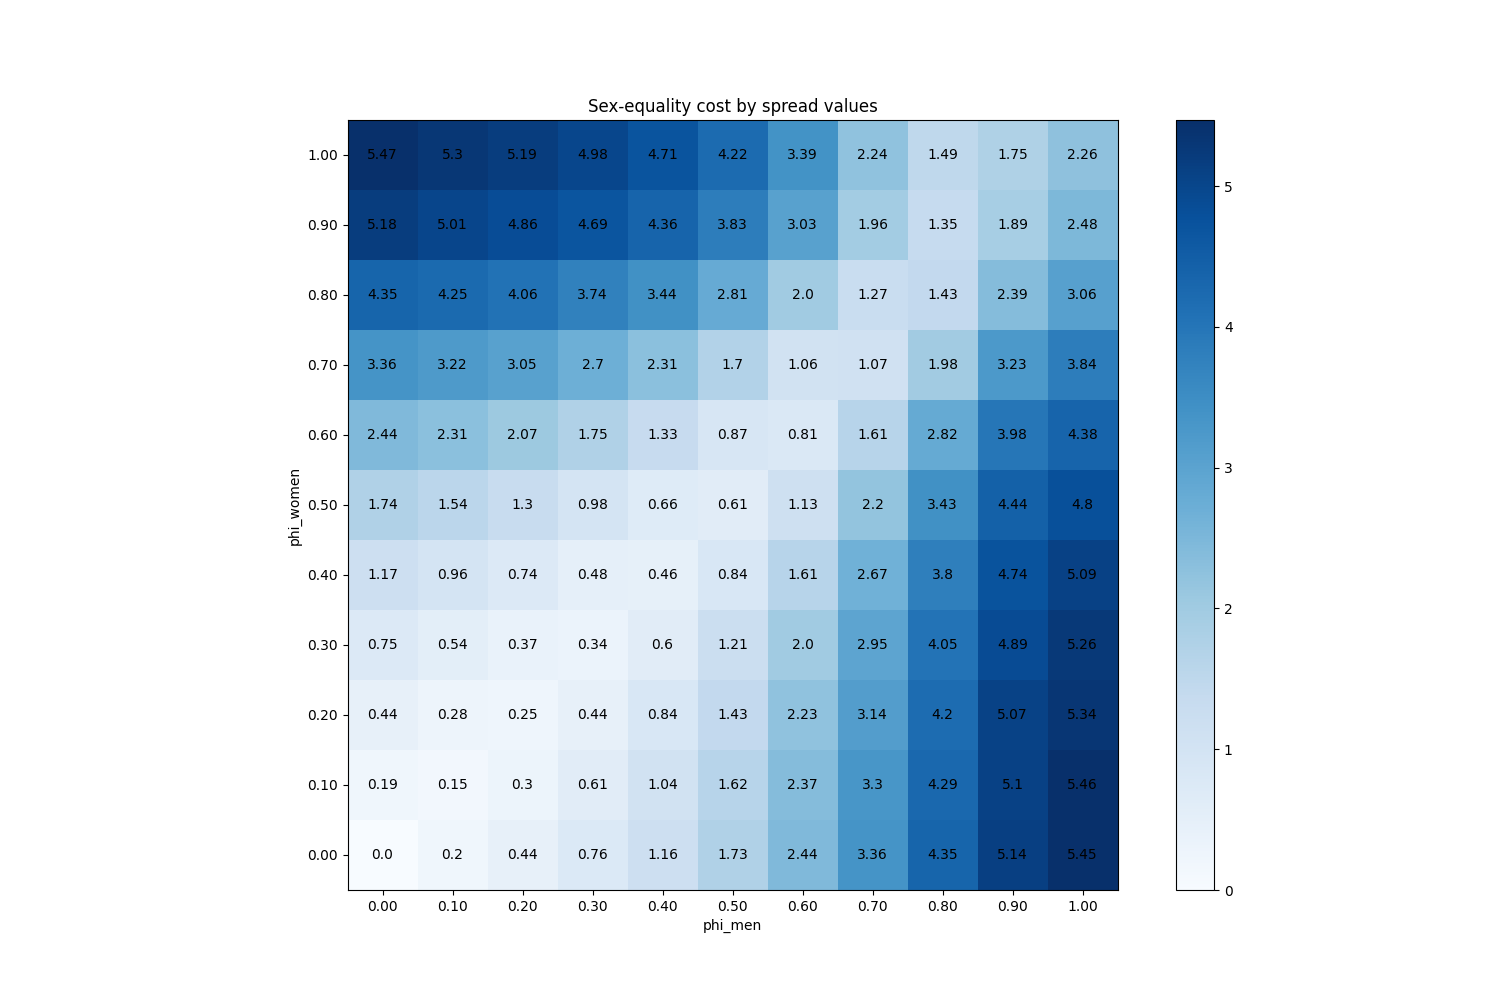 Sex-equality cost by spread values
1.00 5.47 5.3 5.19 4.98 4.71 4.22 3.39 2.24 1.49 1.75 2.26
0.90 5.18 5.01 4.86 4.69 4.36 3.83 3.03 1.96 1.35 1.89 2.48
0.80 4.35 4.25 4.06 3.74 3.44 2.81 2.0 1.27 1.43 2.39 3.06
0.70 3.36 3.22 3.05 2.7 2.31 1.7 1.06 1.07 1.98 3.23 3.84
0.60 2.44 2.31 2.07 1.75 1.33 0.87 0.81 1.61 2.82 3.98 4.38
0.50 1.74 1.54 1.3 0.98 0.66 0.61 1.13 2.2 3.43 4.44 4.8
0.40 1.17 0.96 0.74 0.48 0.46 0.84 1.61 2.67 3.8 4.74 5.09
0.30 0.75 0.54 0.37 0.34 0.6 1.21 2.0 2.95 4.05 4.89 5.26
0.20 0.44 0.28 0.25 0.44 0.84 1.43 2.23 3.14 4.2 5.07 5.34
0.10 0.19 0.15 0.3 0.61 1.04 1.62 2.37 3.3 4.29 5.1 5.46
0.00 0.0 0.2 0.44 0.76 1.16 1.73 2.44 3.36 4.35 5.14 5.45
0.00 0.10 0.20 0.30 0.40 0.50 0.60 0.70 0.80 0.90 1.00
phi_men
phi_women
5
4
3
2
1
0